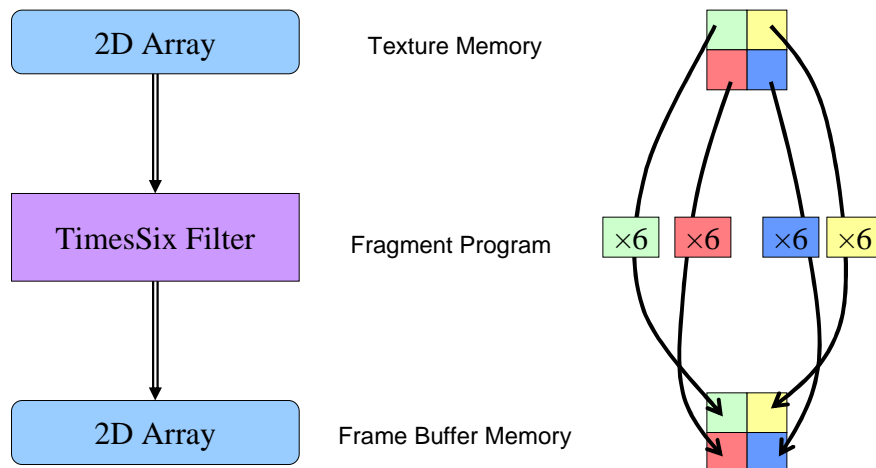 2D Array
Texture Memory
TimesSix Filter
Fragment Program
×6
×6
×6
×6
2D Array
Frame Buffer Memory